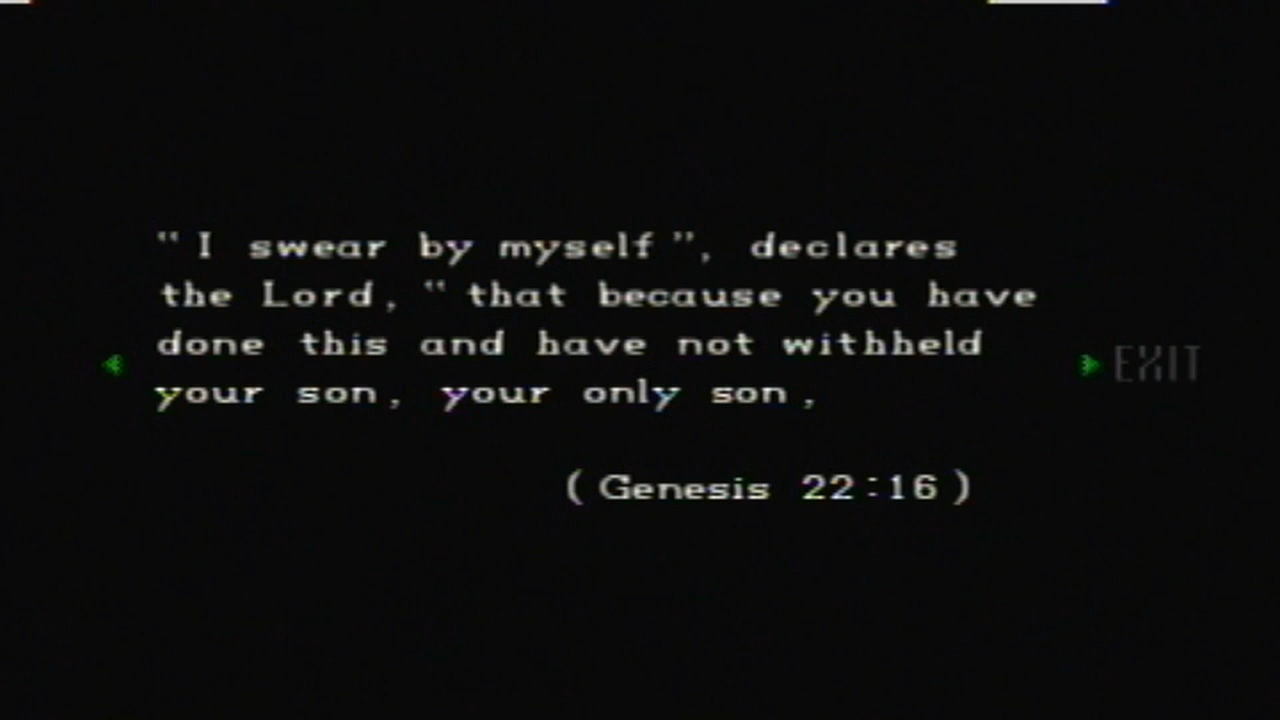 "I swear by myself", declares
the Lord, "that because you have
done this and have not withheld
your son, your only son,
(Genesis 22:16)
EXIT